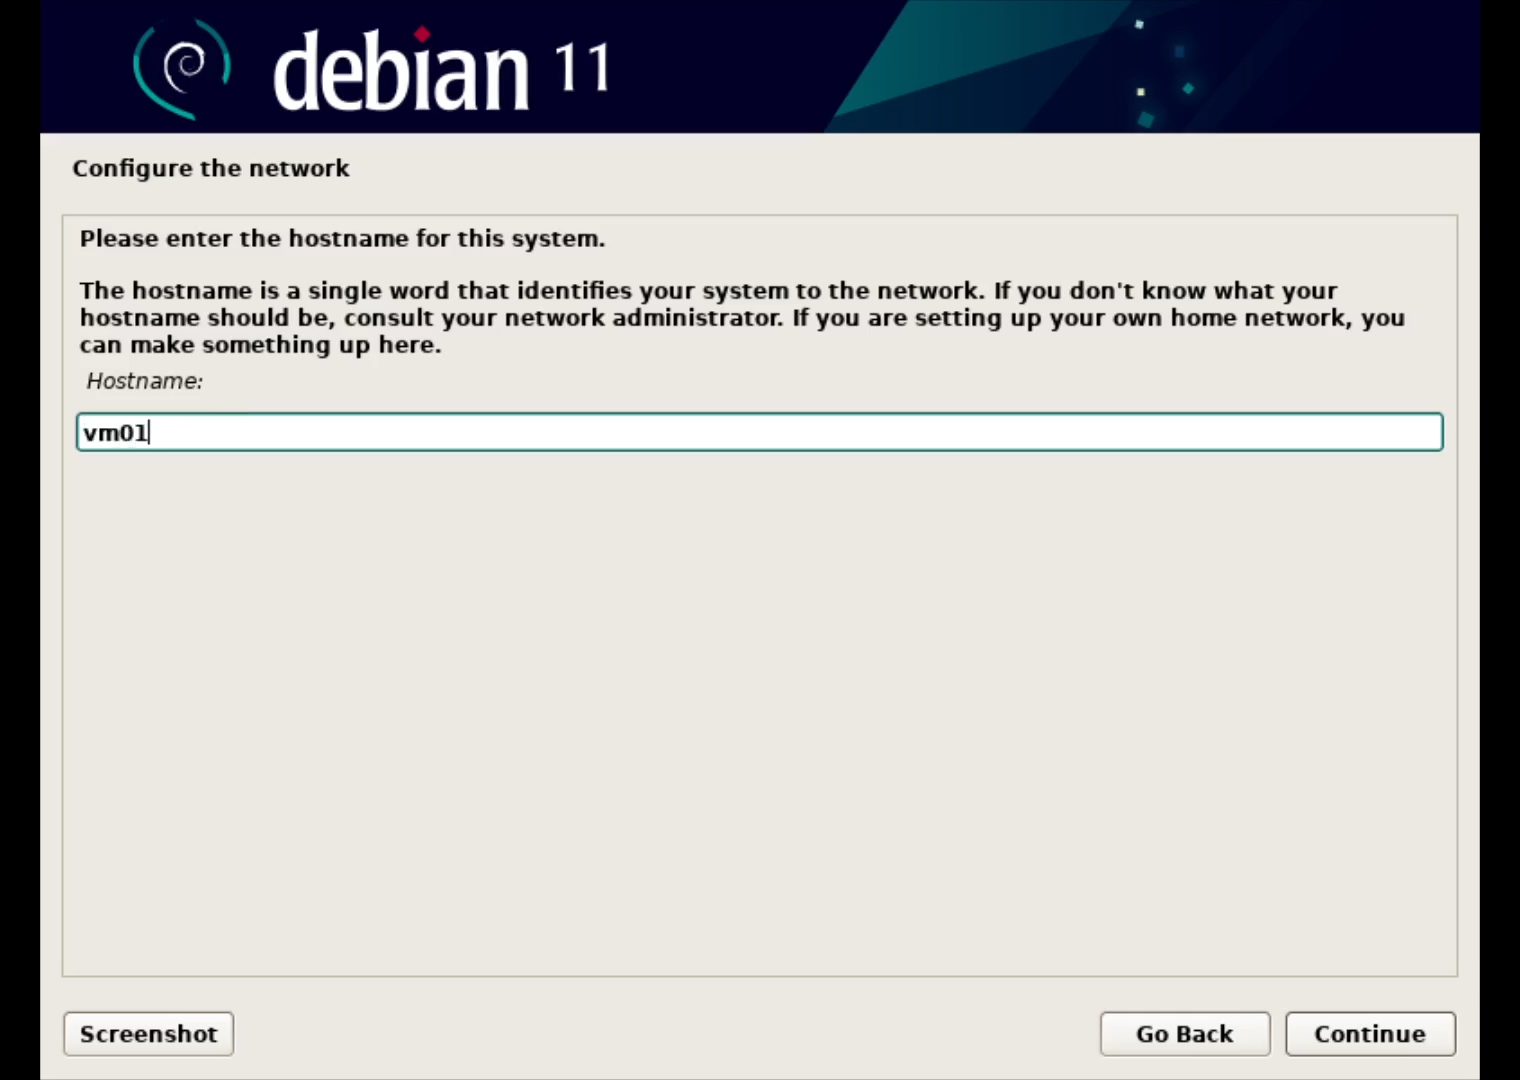 debian 11
Configure the network
Please enter the hostname for this system.
The hostname is a single word that identifies your system to the network. If you don't know what your
hostname should be, consult your network administrator. If you are setting up your own home network, you
can make something up here.
Hostname:
vm01
Screenshot
Go Back
Continue